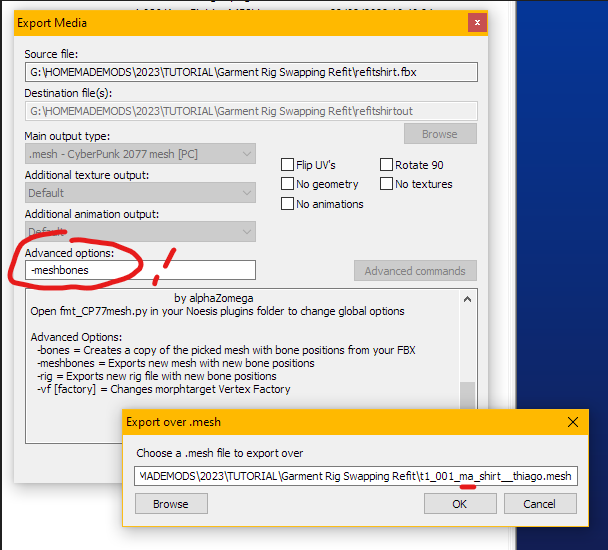 Export Media
Source file:
G:\HOMEMADEMODS\2023\TUTORIAL\Garment Rig Swapping Refit\refitshirt.fbx
Destination file(s):
G:\HOMEMADEMODS\2023\TUTORIAL\Garment Rig Swapping Refit\refitshirtout
Browse
Main output type:
.mesh - CyberPunk 2077 mesh [PC]
Flip UV's
Rotate 90
Additional texture output:
No geometry
No textures
Default
No animations
Additional animation output:
Default
Advanced options:
-meshbones
Advanced commands
by alphaZomega
Open fmt_CP77mesh.py in your Noesis plugins folder to change global options
Advanced Options:
-bones = Creates a copy of the picked mesh with bone positions from your FBX
-meshbones = Exports new mesh with new bone positions
-rig = Exports new rig file with new bone positions
-vf [factory] = Changes morphtarget Vertex Factory
Export over .mesh
Choose a .mesh file to export over
MADEMODS\2023\TUTORIAL\Garment Rig Swapping Refit\t1_001_ma_shirt__thiago.mesh
Browse
OK
Cancel